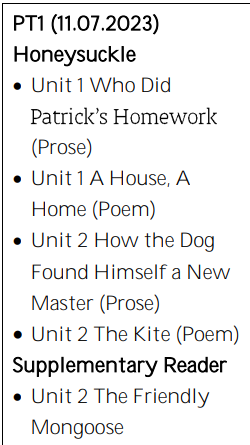 PT1 (11.07.2023)
Honeysuckle
• Unit 1 Who Did
Patrick’s Homework
(Prose)
• Unit 1 A House, A
Home (Poem)
• Unit 2 How the Dog
Found Himself a New
Master (Prose)
• Unit 2 The Kite (Poem)
Supplementary Reader
• Unit 2 The Friendly
Mongoose